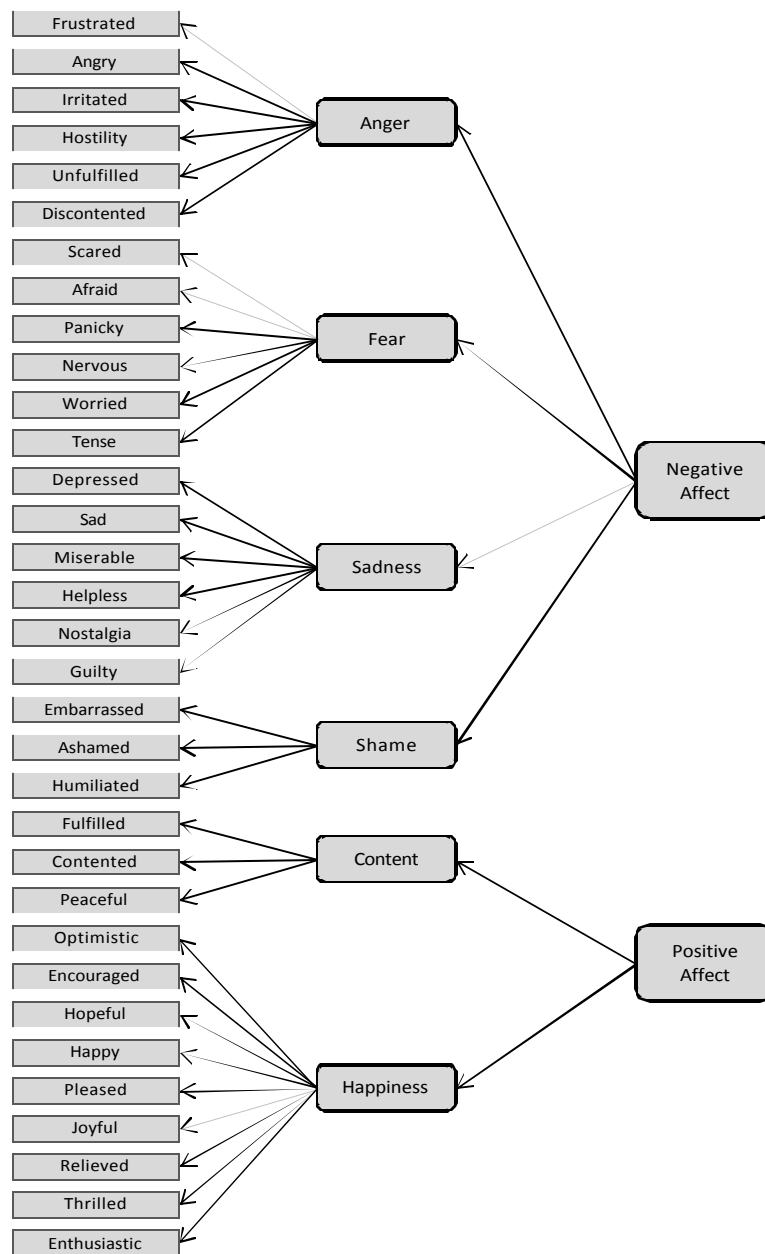 Frustrated
Angry
Irritated
Hostility
Unfulfilled
Discontented
Scared
Afraid
Panicky
Nervous
Worried
Tense
Depressed
Sad
Miserable
Helpless
Nostalgia
Guilty
Embarrassed
Ashamed
Humiliated
Fulfilled
Contented
Peaceful
Optimistic
Encouraged
Hopeful
Happy
Pleased
Joyful
Relieved
Thrilled
Enthusiastic
Anger
Fear
Sadness
Shame
Content
Happiness
Negative
Affect
Positive
Affect